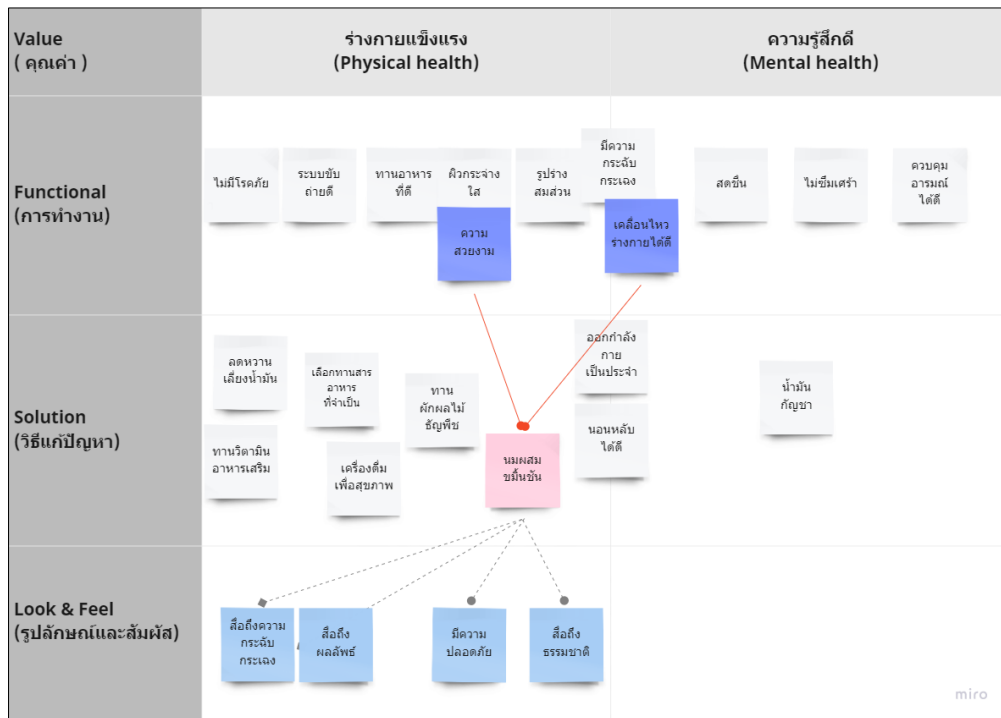 Value
( คุณค่า )
ร่างกายแข็งแรง
(Physical health)
ความรู้สึกดี
(Mental health)
Functional
(การทำงาน)
ไม่มีโรคภัย
ระบบขับ
ถ่ายดี
ทานอาหาร
ที่ดี
ผิวกระจ่าง
ใส
รูปร่าง
สมส่วน
มีความ
กระฉับ
กระเฉง
สดชื่น
ไม่ซึมเศร้า
ควบคุม
อารมณ์
ได้ดี
ความ
สวยงาม
เคลื่อนไหว
ร่างกายได้ดี
Solution
(วิธีแก้ปัญหา)
ลดหวาน
เลี่ยงน้ำมัน
เลือกทานสาร
อาหาร
ที่จำเป็น
ทาน
ผักผลไม้
ธัญพืช
ออกกำลัง
กาย
เป็นประจำ
น้ำมัน
กัญชา
ทานวิตามิน
อาหารเสริม
เครื่องดื่ม
เพื่อสุขภาพ
นมผสม
ขมิ้นชัน
นอนหลับ
ได้ดี
Look & Feel
(รูปลักษณ์และสัมผัส)
สื่อถึงความ
กระฉับ
กระเฉง
สื่อถึง
ผลลัพธ์
มีความ
ปลอดภัย
สื่อถึง
ธรรมชาติ
miro